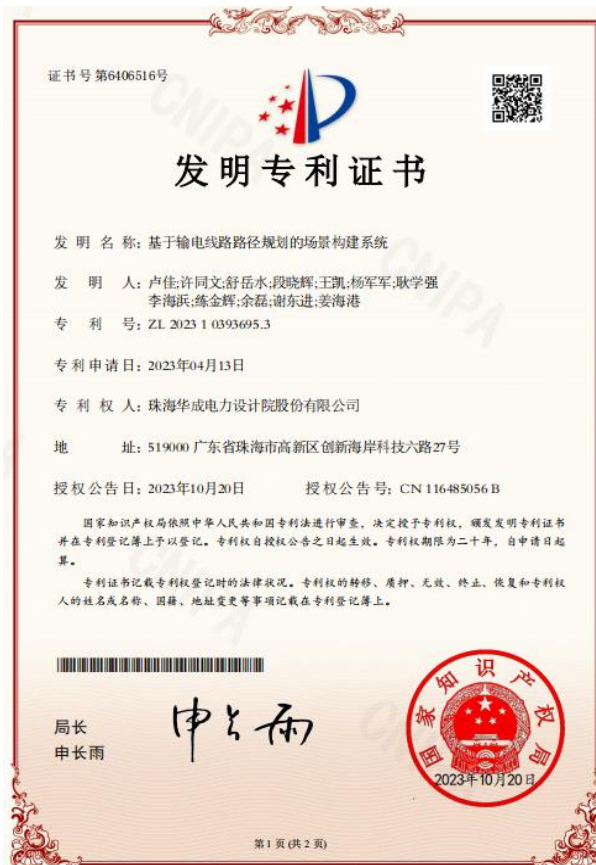 证书号第6406516号
发明专利证书
发 明 名 称：基于输电线路路径规划的场景构建系统
发 明 人：卢佳;许同文;舒岳水;段晓辉;王凯;杨军军;耿学强
李海浜;练金辉;余磊;谢东进;姜海港
专 利 号：ZL 2023 1 0393695.3
专利申请日：2023年04月13日
专 利 权 人：珠海华成电力设计院股份有限公司
地 址：519000 广东省珠海市高新区创新海岸科技六路27号
授权公告日：2023年10月20日 授权公告号：CN 116485056 B
国家知识产权局依照中华人民共和国专利法进行审查，决定授予专利权，颁发发明专利证书
并在专利登记簿上予以登记。专利权自授权公告之日起生效。专利权期限为二十年，自申请日起
算。
专利证书记载专利权登记时的法律状况。专利权的转移、质押、无效、终止、恢复和专利权
人的姓名或名称、国籍、地址变更等事项记载在专利登记簿上。
局长
申长雨
申长雨
国家知识产权局
2023年10月20日
第1页(共2页)
CNIPA
CNIPA
CNIPA
CNIPA